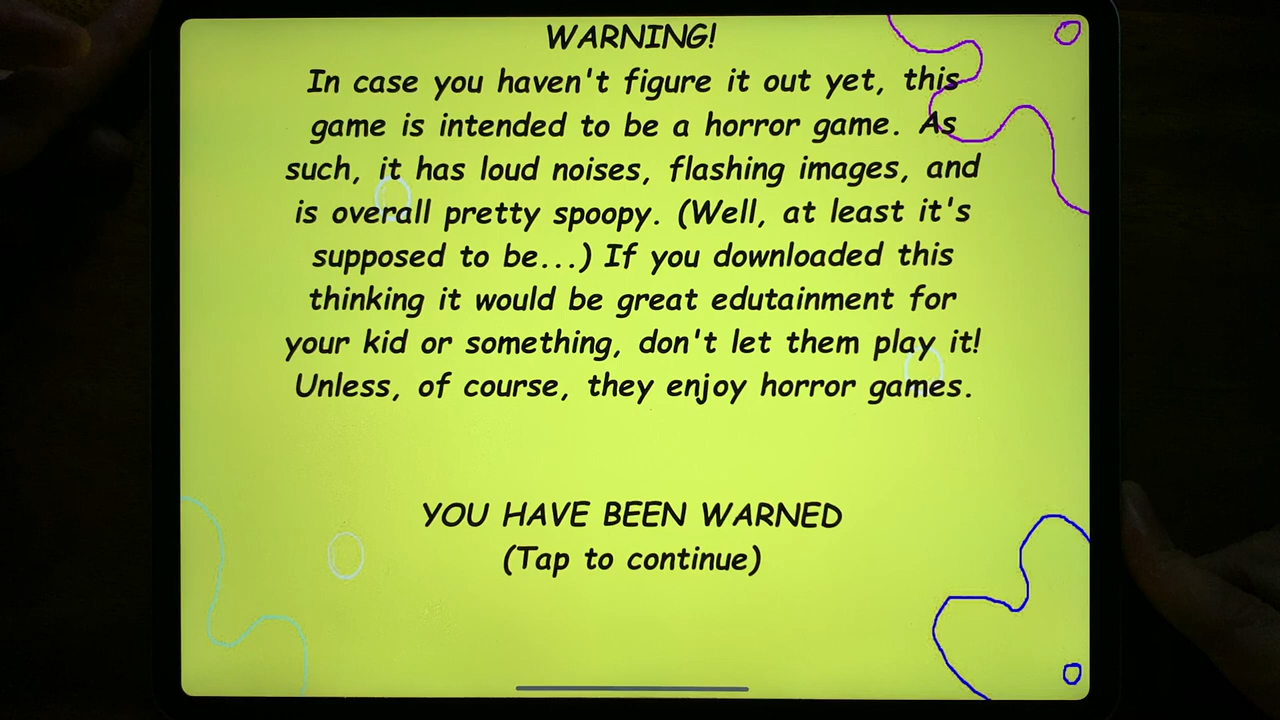 WARNING!
In case you haven't figure it out yet, this
game is intended to be a horror game. As
such, it has loud noises, flashing images, and
is overall pretty spoopy. (Well, at least it's
supposed to be...) If you downloaded this
thinking it would be great edutainment for
your kid or something, don't let them play it!
Unless, of course, they enjoy horror games.
YOU HAVE BEEN WARNED
(Tap to continue)